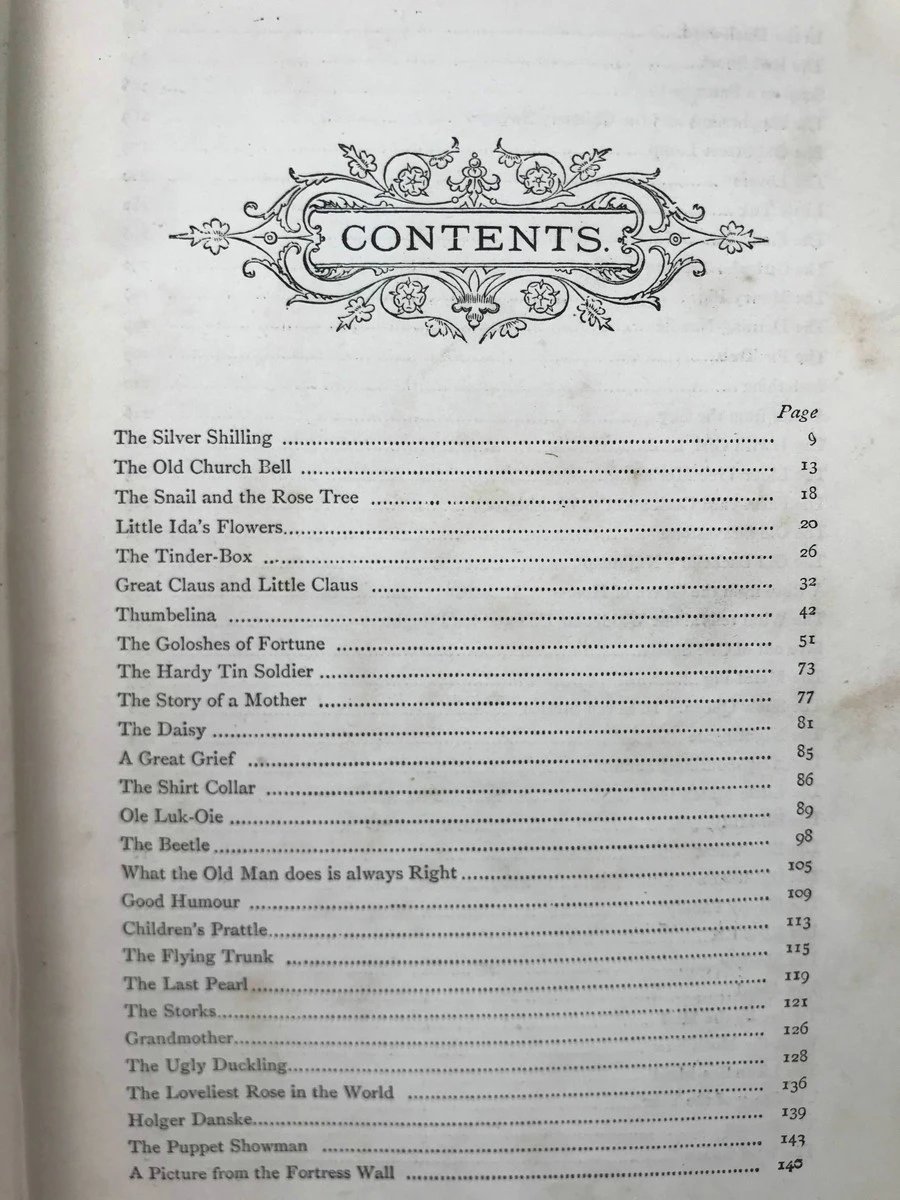 CONTENTS.
Page
The Silver Shilling ........ 9
The Old Church Bell ........ 13
The Snail and the Rose Tree ........ 18
Little Ida's Flowers ........ 20
The Tinder-Box ........ 26
Great Claus and Little Claus ........ 32
Thumbelina ........ 42
The Goloshes of Fortune ........ 51
The Hardy Tin Soldier ........ 73
The Story of a Mother ........ 77
The Daisy ........ 81
A Great Grief ........ 85
The Shirt Collar ........ 86
Ole Luk-Oie ........ 89
The Beetle ........ 98
What the Old Man does is always Right ........ 105
Good Humour ........ 109
Children's Prattle ........ 113
The Flying Trunk ........ 115
The Last Pearl ........ 119
The Storks ........ 121
Grandmother ........ 126
The Ugly Duckling ........ 128
The Loveliest Rose in the World ........ 136
Holger Danske ........ 139
The Puppet Showman ........ 143
A Picture from the Fortress Wall ........